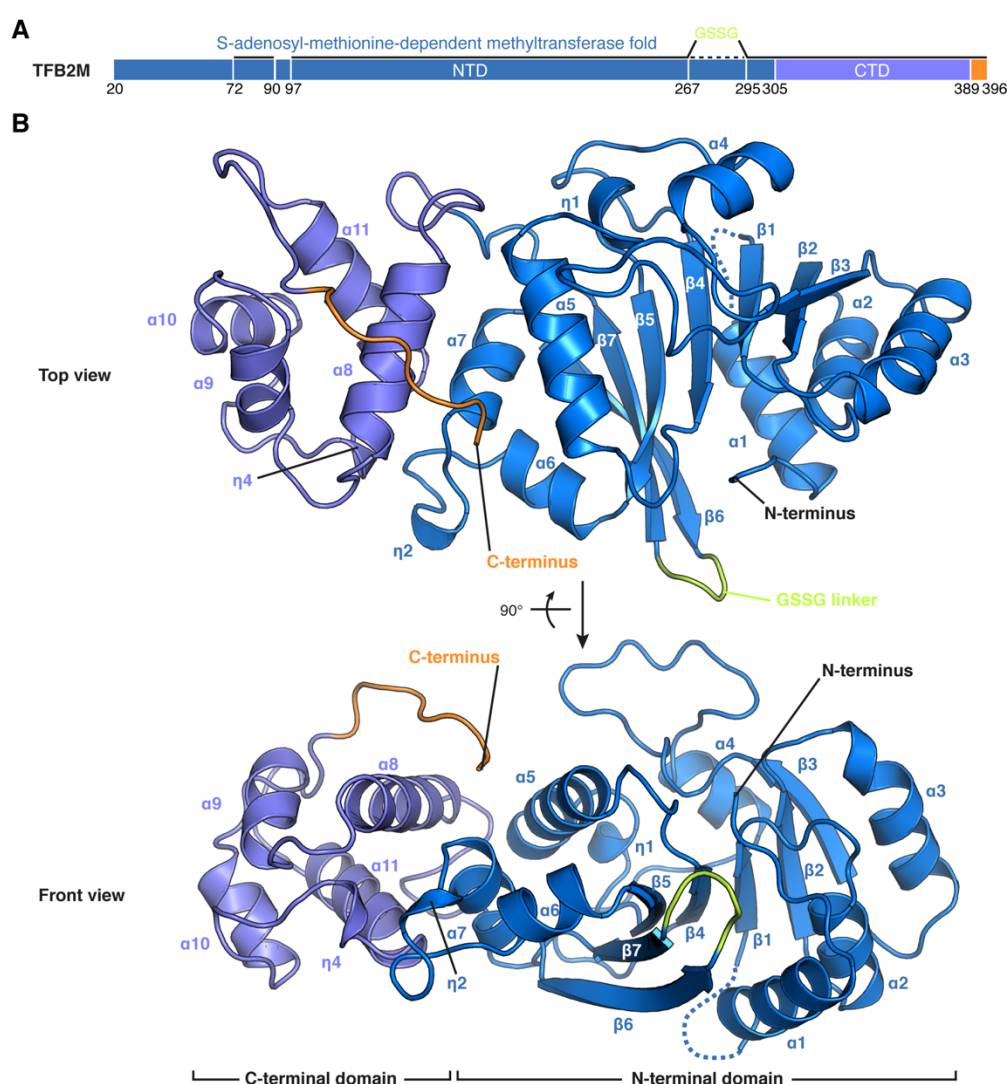 A
GSSG
S-adenosyl-methionine-dependent methyltransferase fold
TFB2M NTD CTD
20 72 90 97 267 295 305 389 396
B
α4
η1
β1
β2
β3
α11
β4
α2
α10
α5
β5
α7
β7
α3
Top view
α8
α9
α1
α6
η4
N-terminus
β6
η2
C-terminus
GSSG linker
90°
C-terminus
N-terminus
α4
β3
α8
α5
α3
α9
η1
α11
β5
β2
Front view
α6
α7
β4
β1
α10
η4
β7
η2
α2
β6
α1
C-terminal domain N-terminal domain